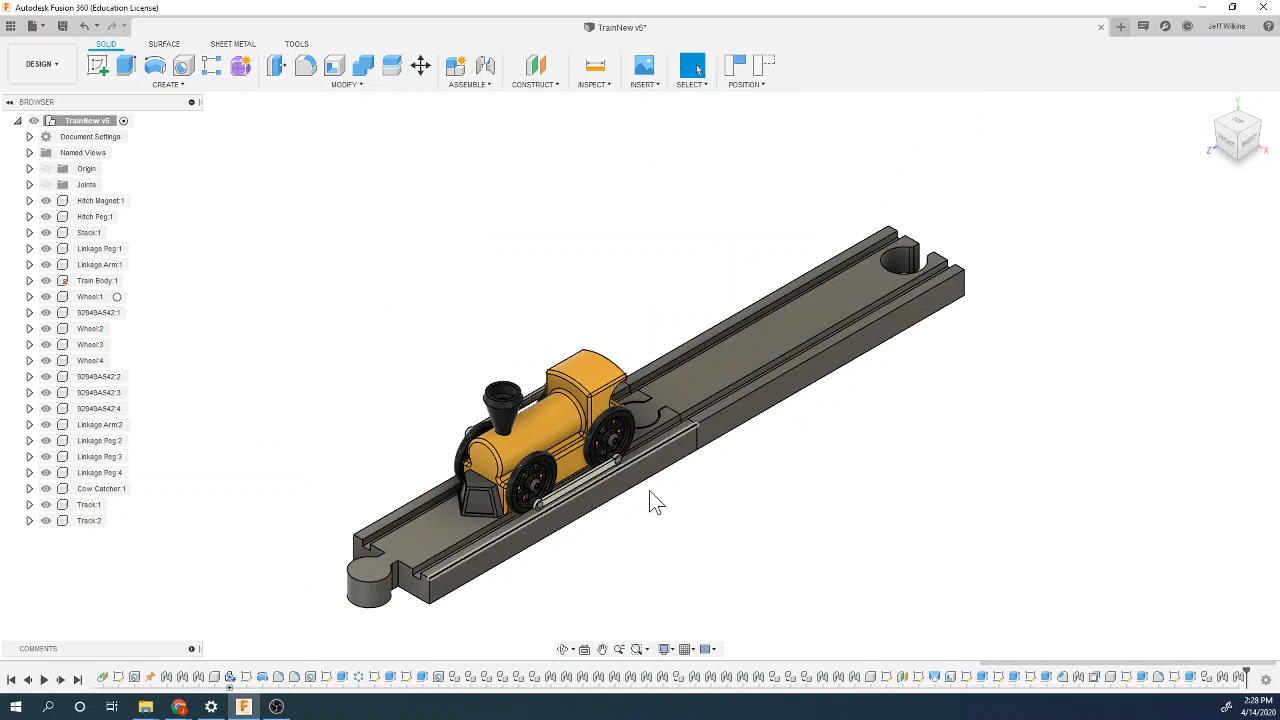 Autodesk Fusion 360 (Education License)
TrainNew v5*
Jeff Wilkins
SOLID SURFACE SHEET METAL TOOLS
DESIGN
CREATE MODIFY ASSEMBLE CONSTRUCT INSPECT INSERT SELECT POSITION
BROWSER
TrainNew v5
Document Settings
Named Views
Origin
Joints
Hitch Magnet:1
Hitch Peg:1
Stack:1
Linkage Peg:1
Linkage Arm:1
Train Body:1
Wheel:1
92949A542:1
Wheel:2
Wheel:3
Wheel:4
92949A542:2
92949A542:3
92949A542:4
Linkage Arm:2
Linkage Peg:2
Linkage Peg:3
Linkage Peg:4
Cow Catcher:1
Track:1
Track:2
Y
TOP
FRONT
RIGHT
Z
X
COMMENTS
2:28 PM
4/14/2020